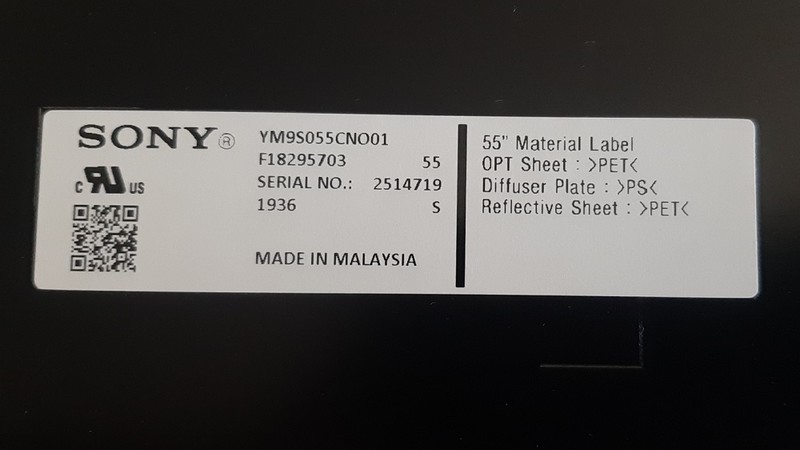 SONY®
c RU US
YM9S055CNO01
F18295703 55
SERIAL NO.: 2514719
1936 S
MADE IN MALAYSIA
55" Material Label
OPT Sheet : >PET<
Diffuser Plate : >PS<
Reflective Sheet : >PET<